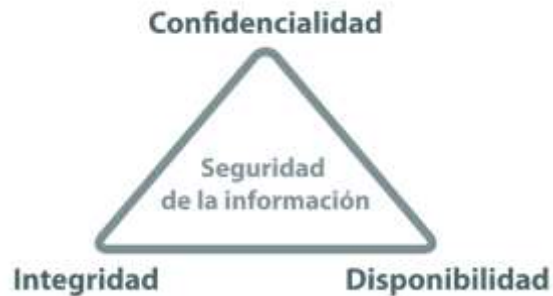 Confidencialidad
Seguridad
de la información
Integridad
Disponibilidad